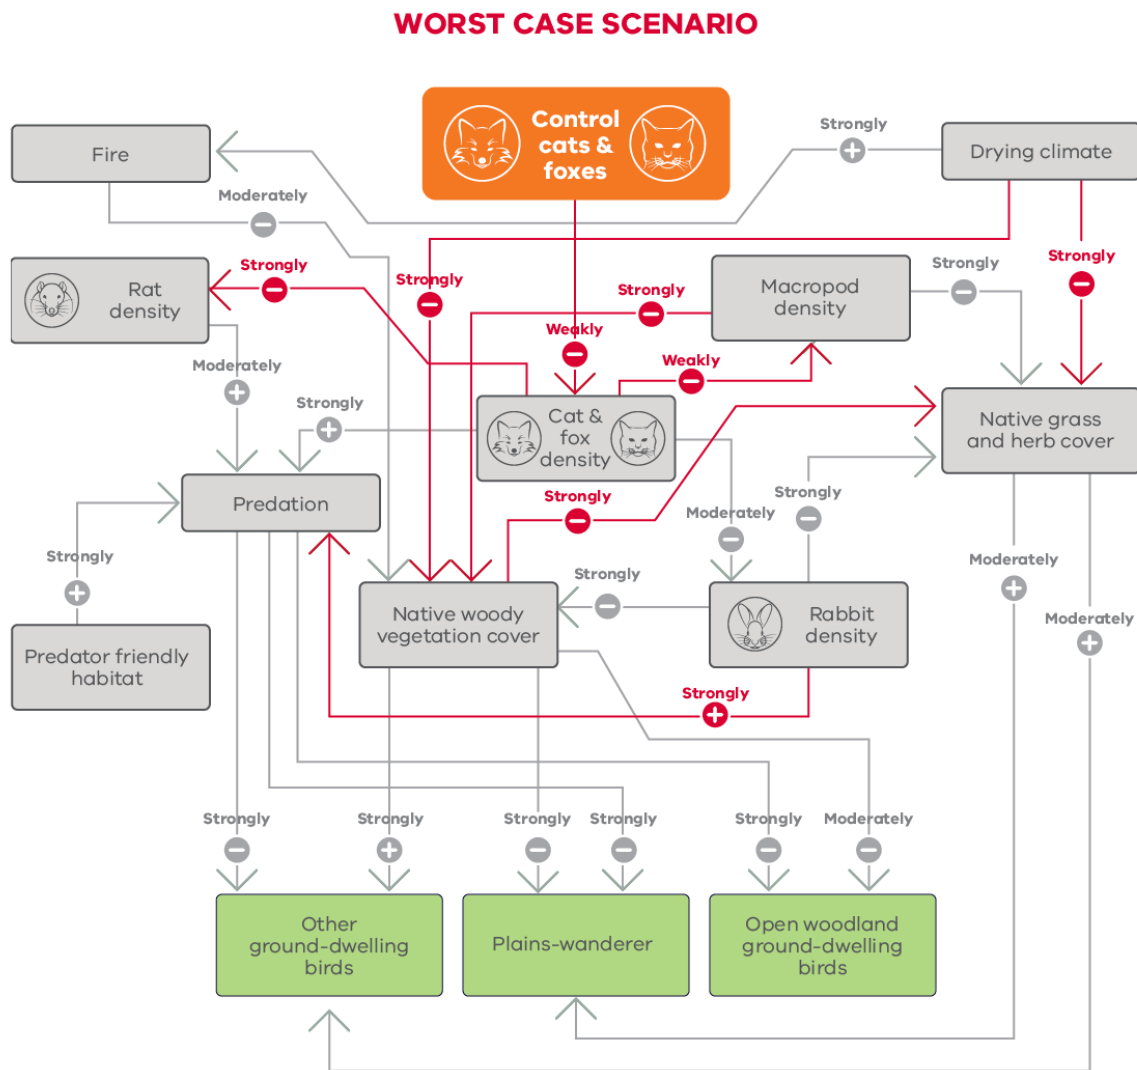 WORST CASE SCENARIO
Control
cats &
foxes
Strongly
Fire
Drying climate
Moderately
Strongly
Strongly
Strongly
Strongly
Strongly
Rat
density
Macropod
density
Weakly
Weakly
Moderately
Strongly
Cat &
fox
density
Native grass
and herb cover
Predation
Strongly
Strongly
Moderately
Strongly
Strongly
Moderately
Predator friendly
habitat
Native woody
vegetation cover
Rabbit
density
Moderately
Strongly
Strongly
Strongly
Strongly
Strongly
Strongly
Moderately
Other
ground-dwelling
birds
Plains-wanderer
Open woodland
ground-dwelling
birds